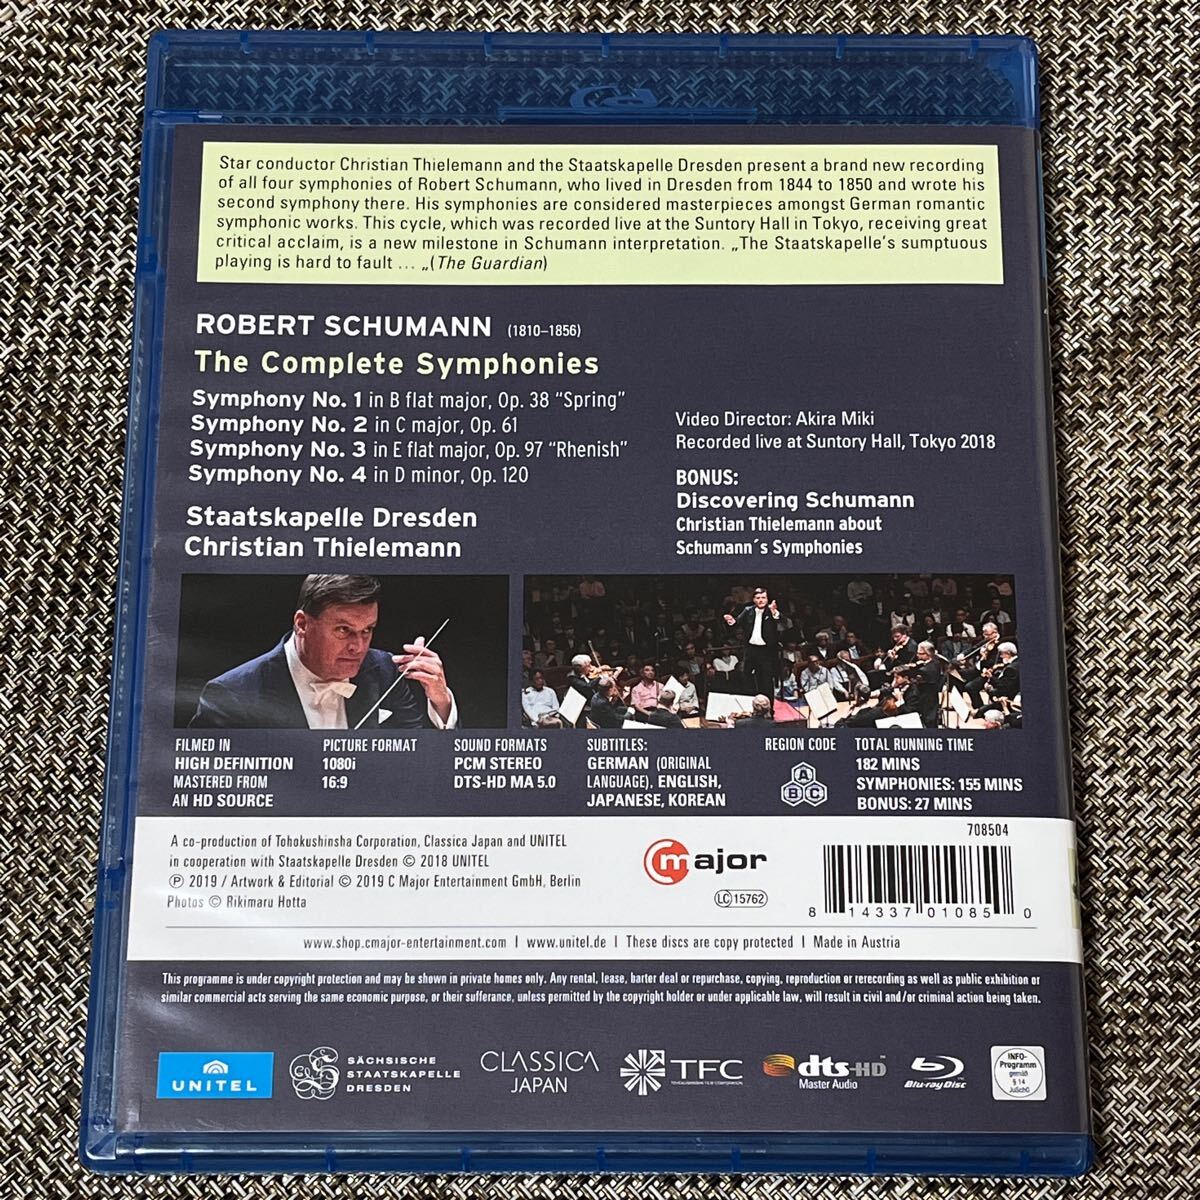 Star conductor Christian Thielemann and the Staatskapelle Dresden present a brand new recording
of all four symphonies of Robert Schumann, who lived in Dresden from 1844 to 1850 and wrote his
second symphony there. His symphonies are considered masterpieces amongst German romantic
symphonic works. This cycle, which was recorded live at the Suntory Hall in Tokyo, receiving great
critical acclaim, is a new milestone in Schumann interpretation. „The Staatskapelle's sumptuous
playing is hard to fault ... „(The Guardian)
ROBERT SCHUMANN (1810–1856)
The Complete Symphonies
Symphony No. 1 in B flat major, Op. 38 “Spring”
Symphony No. 2 in C major, Op. 61
Symphony No. 3 in E flat major, Op. 97 “Rhenish”
Symphony No. 4 in D minor, Op. 120
Staatskapelle Dresden
Christian Thielemann
Video Director: Akira Miki
Recorded live at Suntory Hall, Tokyo 2018
BONUS:
Discovering Schumann
Christian Thielemann about
Schumann´s Symphonies
FILMED IN
HIGH DEFINITION
MASTERED FROM
AN HD SOURCE
PICTURE FORMAT
1080i
16:9
SOUND FORMATS
PCM STEREO
DTS-HD MA 5.0
SUBTITLES:
GERMAN (ORIGINAL
LANGUAGE), ENGLISH,
JAPANESE, KOREAN
REGION CODE
A
B C
TOTAL RUNNING TIME
182 MINS
SYMPHONIES: 155 MINS
BONUS: 27 MINS
A co-production of Tohokushinsha Corporation, Classica Japan and UNITEL
in cooperation with Staatskapelle Dresden © 2018 UNITEL
℗ 2019 / Artwork & Editorial © 2019 C Major Entertainment GmbH, Berlin
Photos © Rikimaru Hotta
C major
LC 15762
708504
8 14337 01085 0
www.shop.cmajor-entertainment.com | www.unitel.de | These discs are copy protected | Made in Austria
This programme is under copyright protection and may be shown in private homes only. Any rental, lease, barter deal or repurchase, copying, reproduction or rerecording as well as public exhibition or
similar commercial acts serving the same economic purpose, or their sufferance, unless permitted by the copyright holder or under applicable law, will result in civil and/or criminal action being taken.
UNITEL
SÄCHSISCHE
STAATSKAPELLE
DRESDEN
CLASSICA
JAPAN
TFC
TOHOKUSHINSHA FILM CORPORATION
dts-HD
Master Audio
Blu-ray Disc
INFO-
Programm
gemäß
§ 14
JuSchG